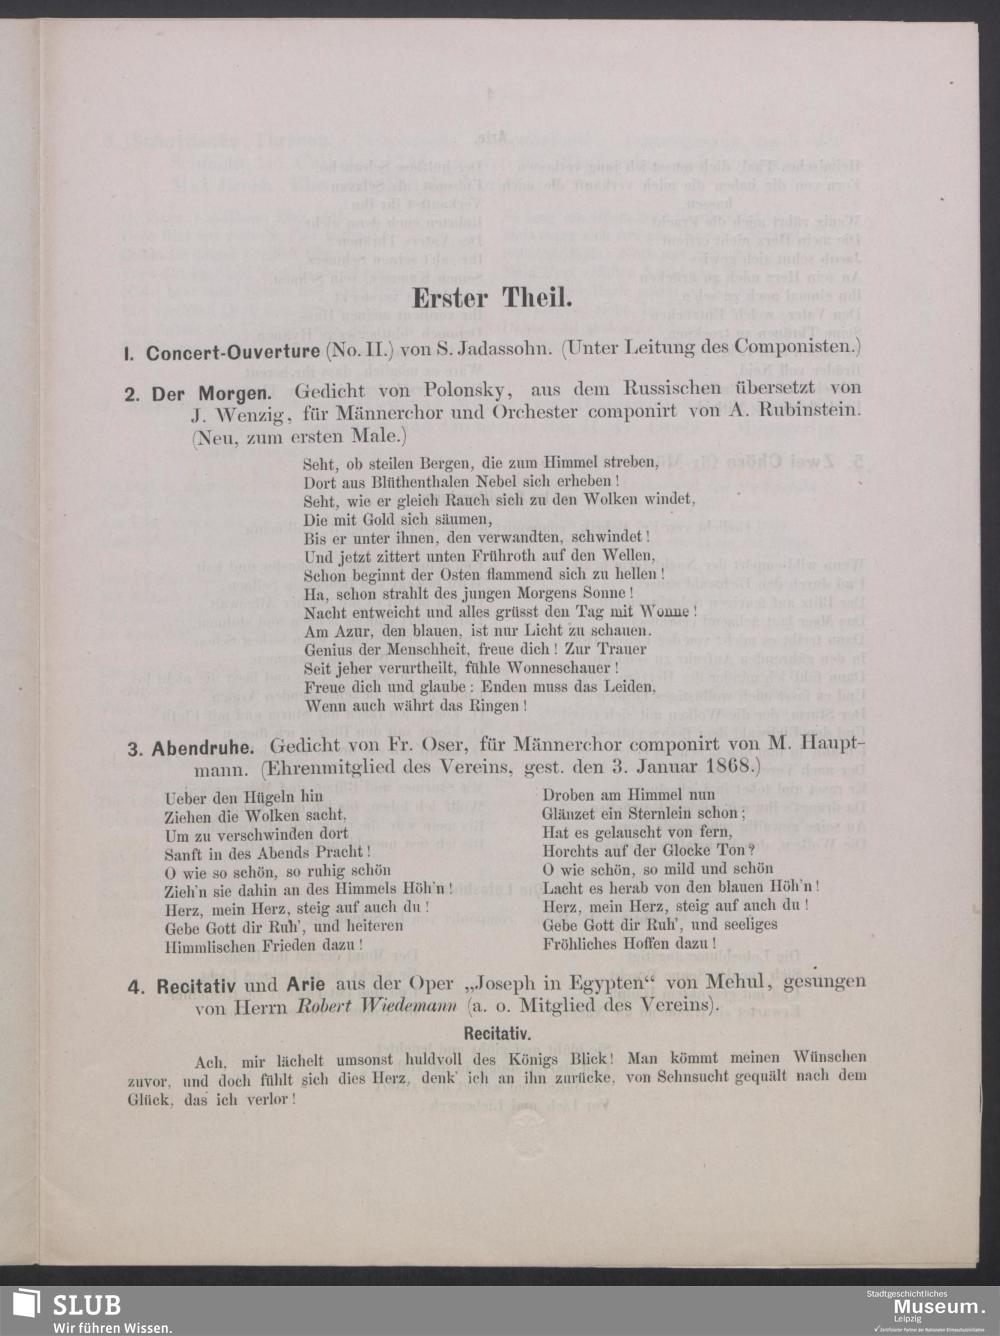 Erster Theil.
1. Concert-Ouverture (No. II.) von S. Jadassohn. (Unter Leitung des Componisten.)
2. Der Morgen. Gedicht von Polonsky, aus dem Russischen übersetzt von
J. Wenzig, für Männerchor und Orchester componirt von A. Rubinstein.
(Neu, zum ersten Male.)
Seht, ob steilen Bergen, die zum Himmel streben,
Dort aus Blüthenthalen Nebel sich erheben!
Seht, wie er gleich Rauch sich zu den Wolken windet,
Die mit Gold sich säumen,
Bis er unter ihnen, den verwandten, schwindet!
Und jetzt zittert unten Frühroth auf den Wellen,
Schon beginnt der Osten flammend sich zu hellen!
Ha, schon strahlt des jungen Morgens Sonne!
Nacht entweicht und alles grüsst den Tag mit Wonne!
Am Azur, den blauen, ist nur Licht zu schauen.
Genius der Menschheit, freue dich! Zur Trauer
Seit jeher verurtheilt, fühle Wonneschauer!
Freue dich und glaube: Enden muss das Leiden,
Wenn auch währt das Ringen!
3. Abendruhe. Gedicht von Fr. Oser, für Männerchor componirt von M. Haupt-
mann. (Ehrenmitglied des Vereins, gest. den 3. Januar 1868.)
Ueber den Hügeln hin
Ziehen die Wolken sacht,
Um zu verschwinden dort
Sanft in des Abends Pracht!
O wie so schön, so ruhig schön
Zieh'n sie dahin an des Himmels Höh'n!
Herz, mein Herz, steig auf auch du!
Gebe Gott dir Ruh', und heiteren
Himmlischen Frieden dazu!
Droben am Himmel nun
Glänzet ein Sternlein schon;
Hat es gelauscht von fern,
Horchts auf der Glocke Ton?
O wie schön, so mild und schön
Lacht es herab von den blauen Höh'n!
Herz, mein Herz, steig auf auch du!
Gebe Gott dir Ruh', und seeliges
Fröhliches Hoffen dazu!
4. Recitativ und Arie aus der Oper „Joseph in Egypten“ von Mehul, gesungen
von Herrn Robert Wiedemann (a. o. Mitglied des Vereins).
Recitativ.
Ach, mir lächelt umsonst huldvoll des Königs Blick! Man kömmt meinen Wünschen
zuvor, und doch fühlt sich dies Herz, denk' ich an ihn zurücke, von Sehnsucht gequält nach dem
Glück, das ich verlor!
SLUB
Wir führen Wissen.
Stadtgeschichtliches
Museum.
Leipzig